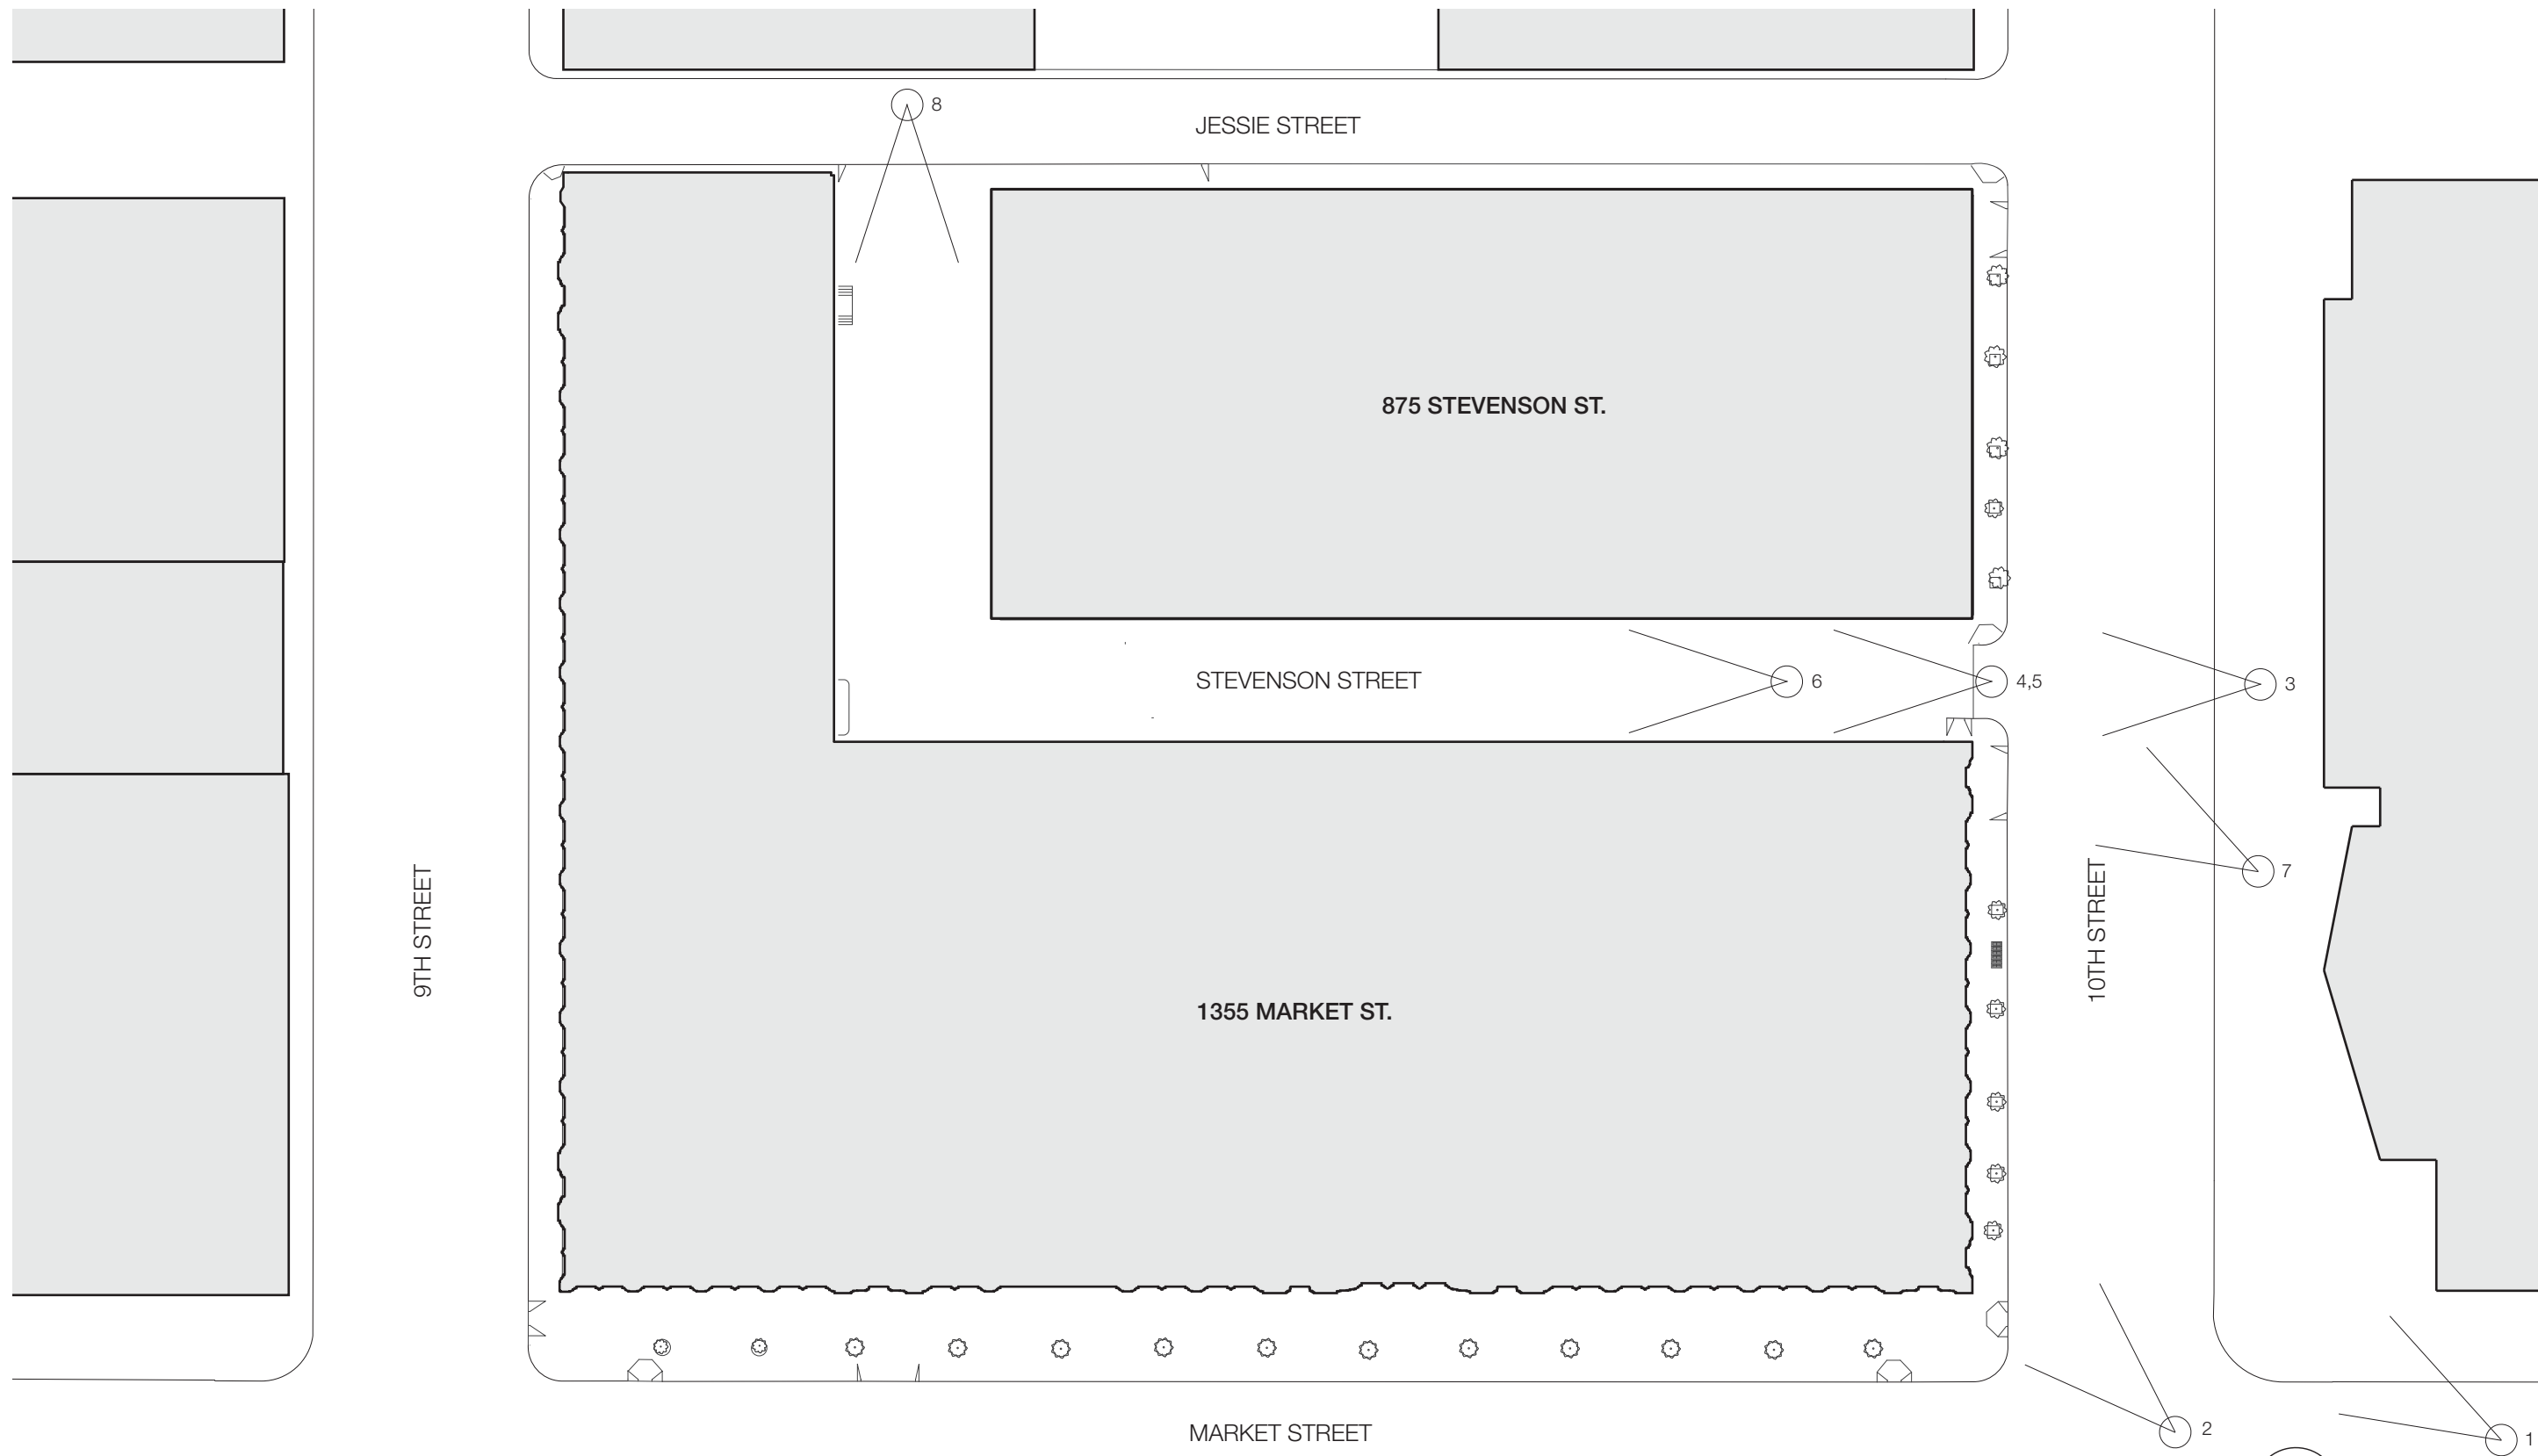 8
JESSIE STREET
875 STEVENSON ST.
STEVENSON STREET
6
4,5
3
7
9TH STREET
10TH STREET
1355 MARKET ST.
MARKET STREET
2
1